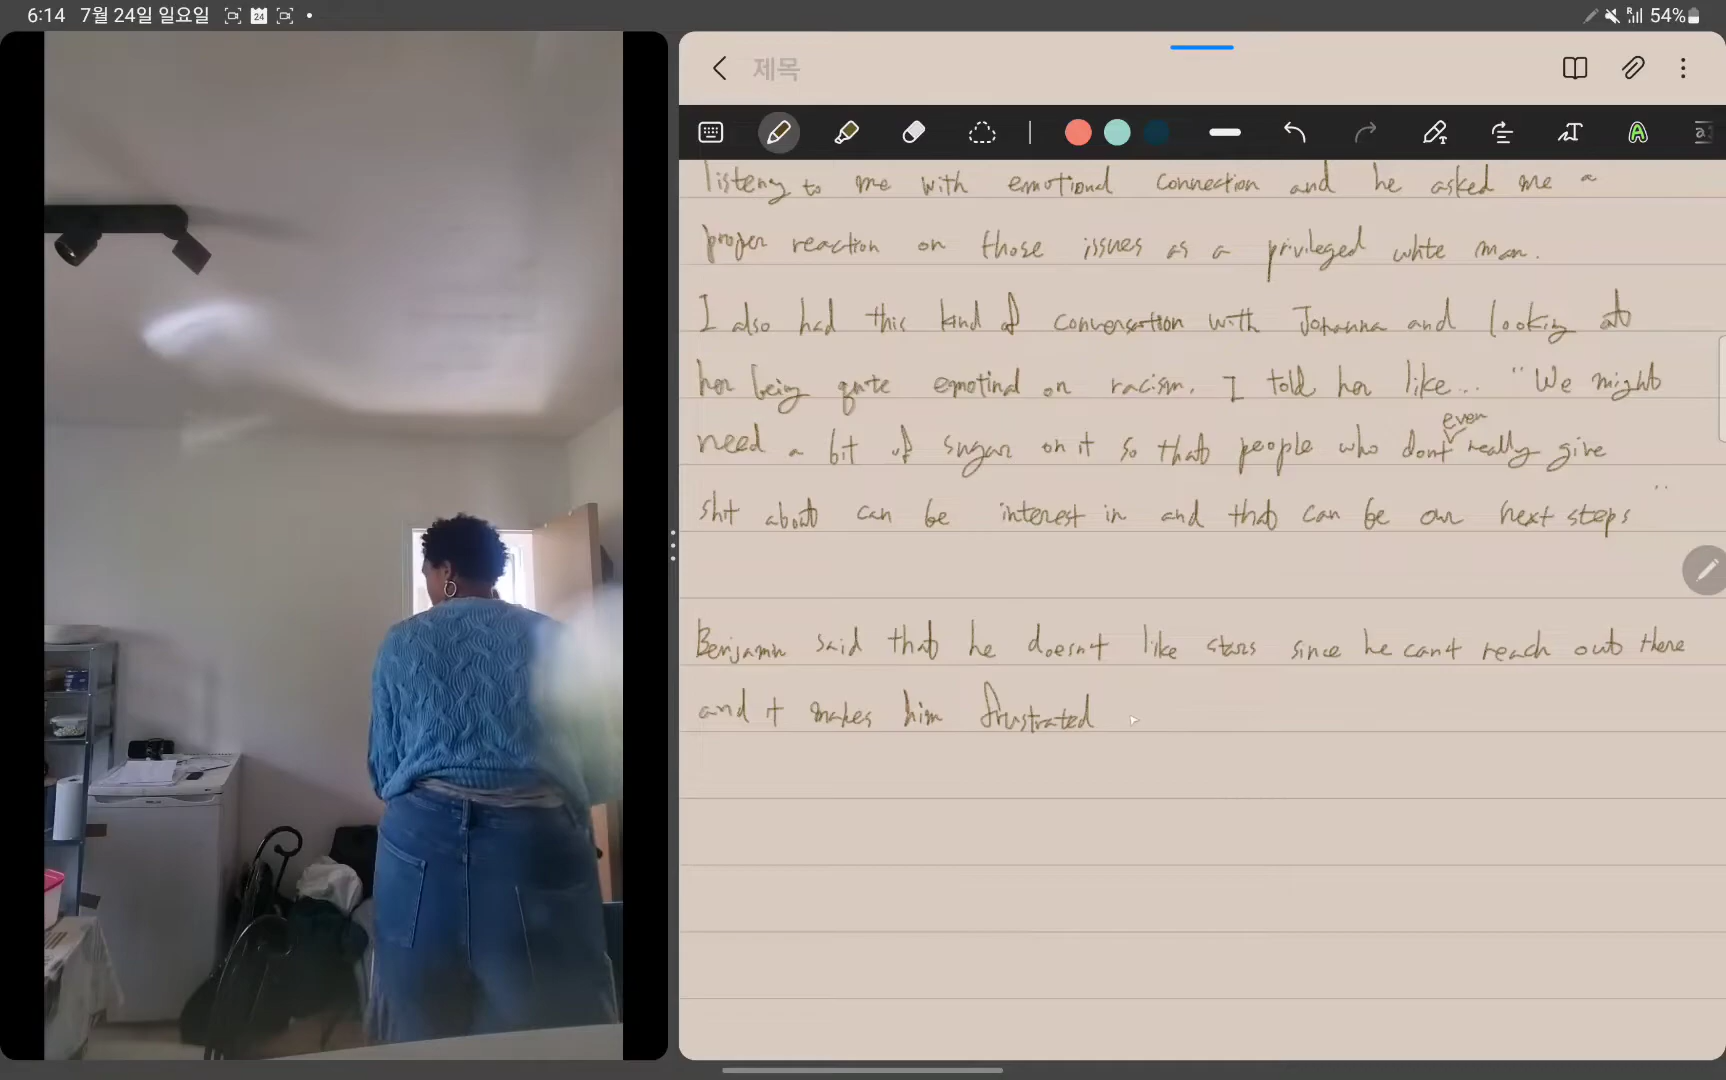 6:14 7월 24일 일요일 24 54%
제목
listeny to me with emotional connection and he asked me a
proper reaction on those issues as a privileged white man.
I also had this kind of conversation with Johanna and looking at
her being quite emotinal on racism. I told her like... "We might
even
need a bit of sugar on it so that people who don't really give
shit about can be interest in and that can be our next steps "
Benjamin said that he doesn't like stars since he can't reach out there
and it makes him frustrated